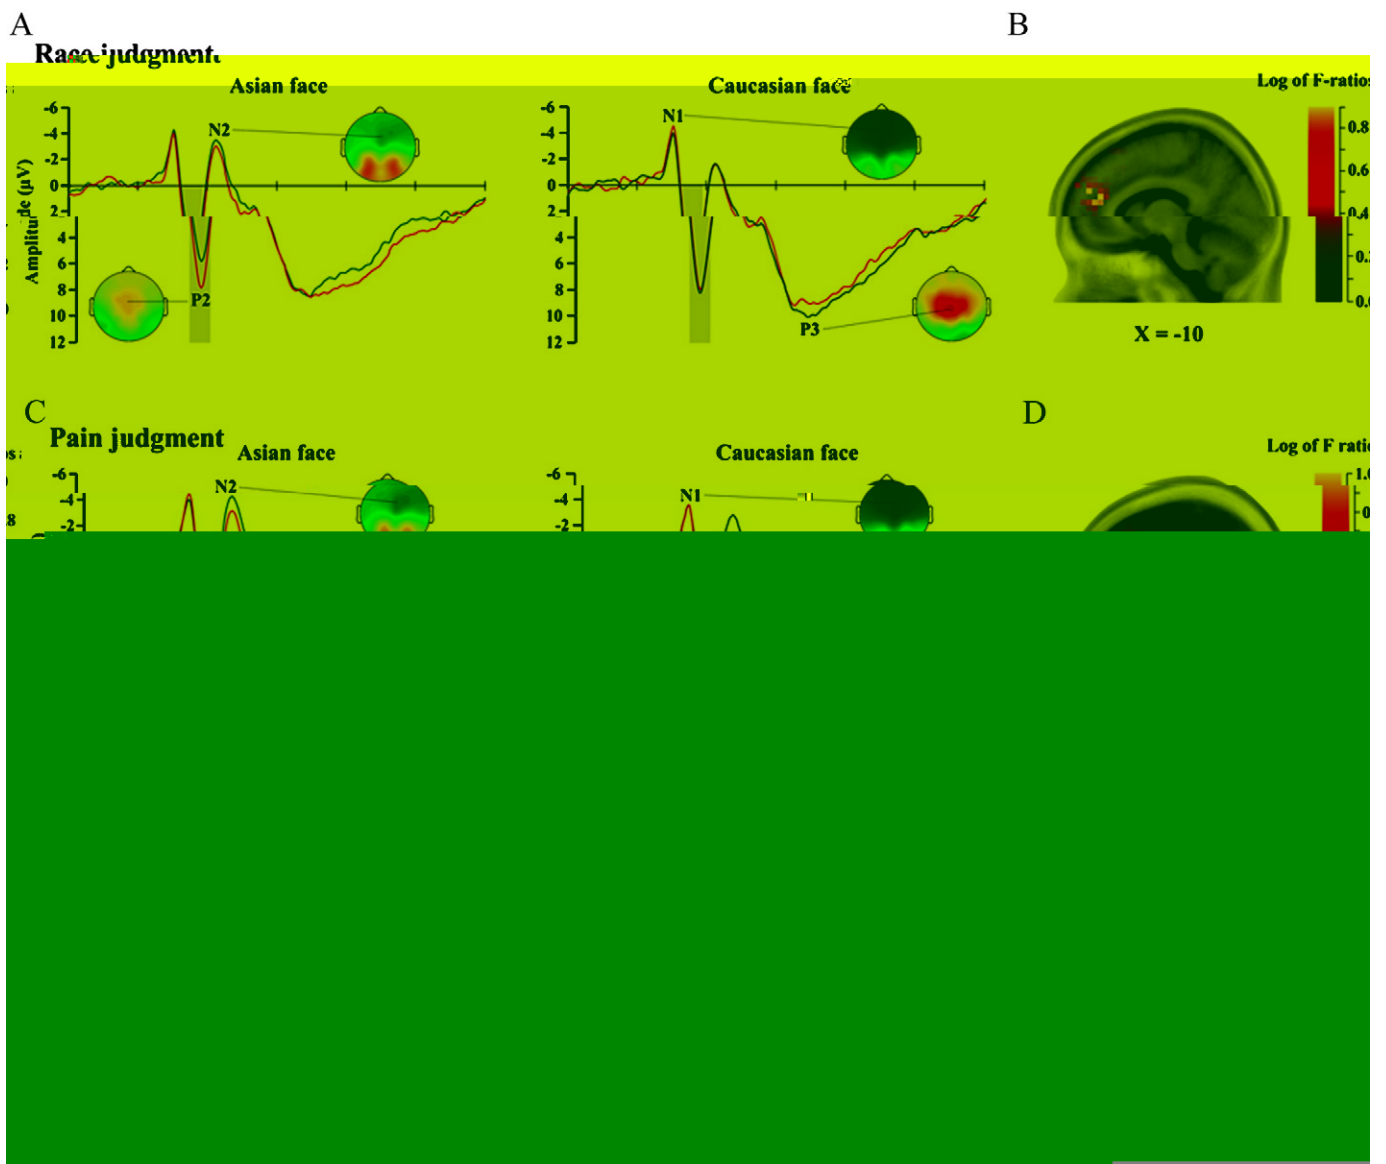 A
B
Race judgment
Asian face
Caucasian face
Log of F-ratios
-6
-4
-2
0
2
4
6
8
10
12
Amplitude (µV)
N2
P2
-6
-4
-2
0
2
4
6
8
10
12
N1
P3
0.8
0.6
0.4
X = -10
C
D
Pain judgment
Asian face
Caucasian face
Log of F
-6
-4
-2
N2
-6
-4
-2
N1